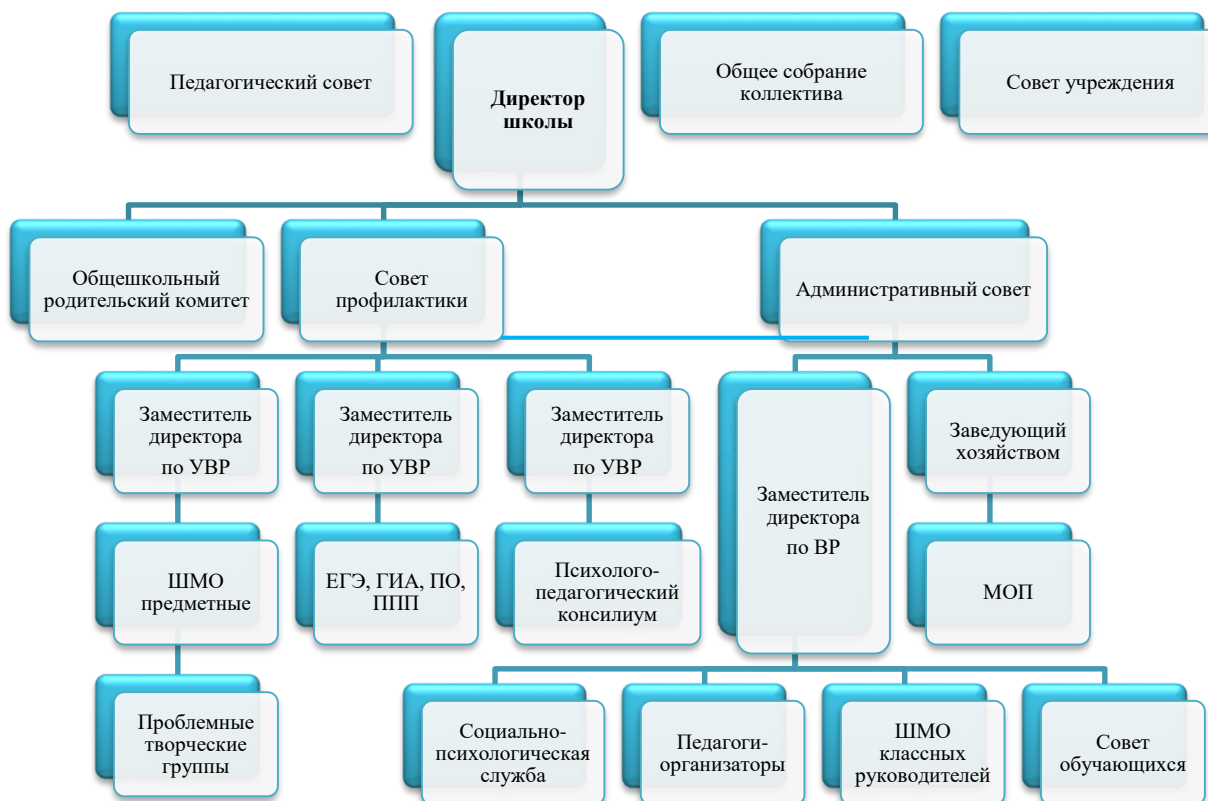 Педагогический совет
Директор
школы
Общее собрание
коллектива
Совет учреждения
Общешкольный
родительский комитет
Совет
профилактики
Административный совет
Заместитель
директора
по УВР
Заместитель
директора
по УВР
Заместитель
директора
по УВР
Заместитель
директора
по ВР
Заведующий
хозяйством
ШМО
предметные
ЕГЭ, ГИА, ПО,
ППП
Психолого-
педагогический
консилиум
МОП
Проблемные
творческие
группы
Социально-
психологическая
служба
Педагоги-
организаторы
ШМО
классных
руководителей
Совет
обучающихся